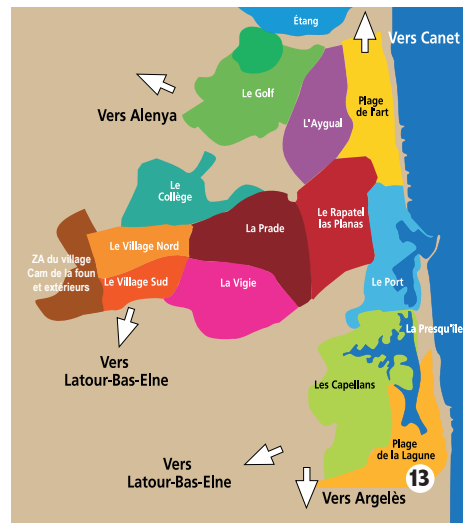 Étang
Vers Canet
Le Golf
Plage
de l'art
Vers Alenya
L'Aygual
Le
Collège
Le Rapatel
las Planas
La Prade
Le Village Nord
ZA du village
Cam de la foun
et extérieurs
Le Village Sud
La Vigie
Le Port
La Presqu'île
Vers
Latour-Bas-Elne
Les Capellans
Plage
de la Lagune
Vers
Latour-Bas-Elne
13
Vers Argelès